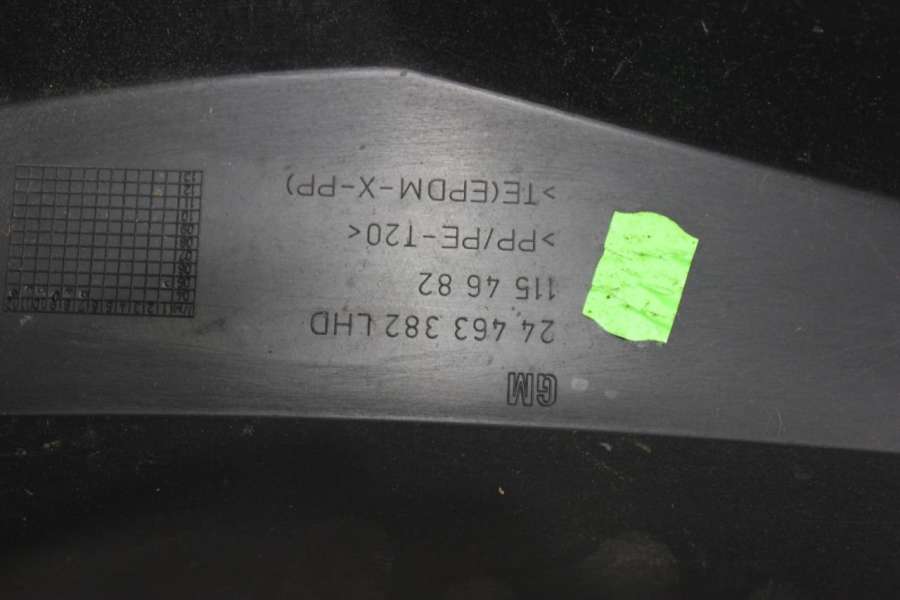 GM
24 463 382 LHD
115 46 82
>PP/PE-T20<
>TE(EPDM-X-PP)